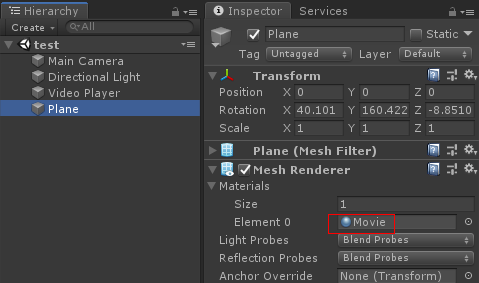 Hierarchy
Create All
test
Main Camera
Directional Light
Video Player
Plane
Inspector Services
Plane Static
Tag Untagged Layer Default
Transform
Position X 0 Y 0 Z 0
Rotation X 40.101 Y 160.422 Z -8.8510
Scale X 1 Y 1 Z 1
Plane (Mesh Filter)
Mesh Renderer
Materials
Size 1
Element 0 Movie
Light Probes Blend Probes
Reflection Probes Blend Probes
Anchor Override None (Transform)